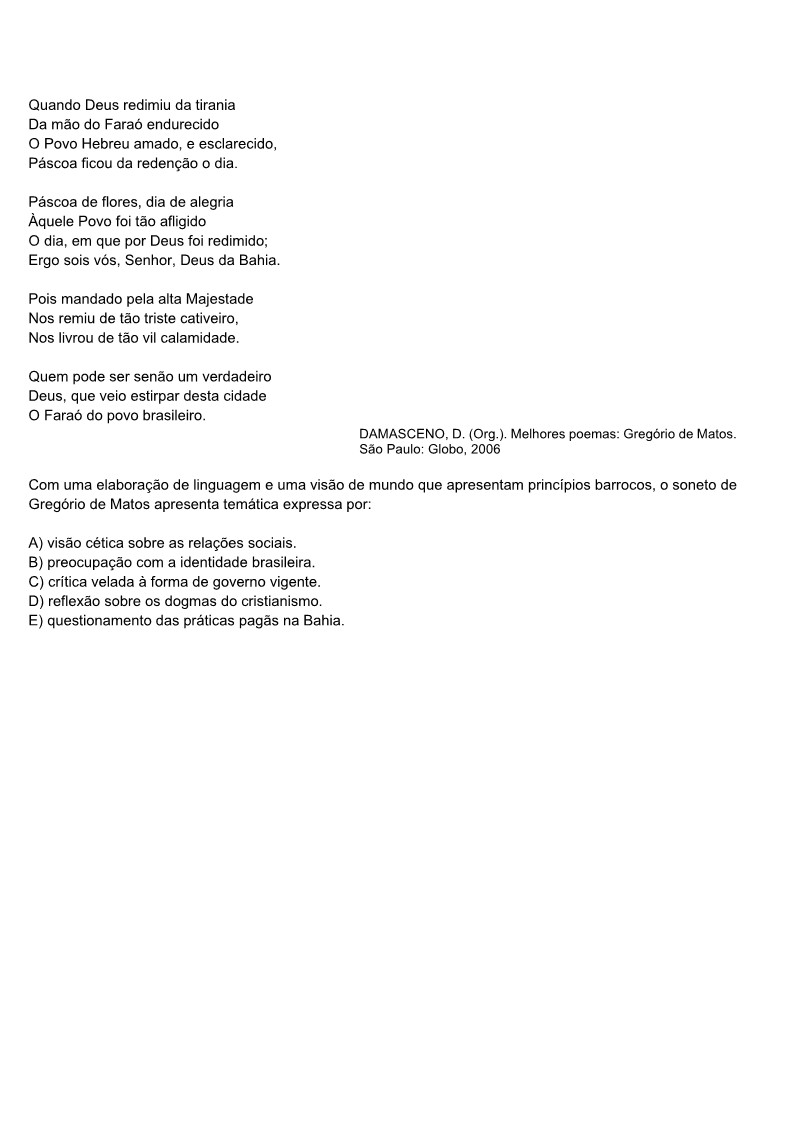 Quando Deus redimiu da tirania
Da mão do Faraó endurecido
O Povo Hebreu amado, e esclarecido,
Páscoa ficou da redenção o dia.
Páscoa de flores, dia de alegria
Àquele Povo foi tão afligido
O dia, em que por Deus foi redimido;
Ergo sois vós, Senhor, Deus da Bahia.
Pois mandado pela alta Majestade
Nos remiu de tão triste cativeiro,
Nos livrou de tão vil calamidade.
Quem pode ser senão um verdadeiro
Deus, que veio estirpar desta cidade
O Faraó do povo brasileiro.
DAMASCENO, D. (Org.). Melhores poemas: Gregório de Matos.
São Paulo: Globo, 2006
Com uma elaboração de linguagem e uma visão de mundo que apresentam princípios barrocos, o soneto de
Gregório de Matos apresenta temática expressa por:
A) visão cética sobre as relações sociais.
B) preocupação com a identidade brasileira.
C) crítica velada à forma de governo vigente.
D) reflexão sobre os dogmas do cristianismo.
E) questionamento das práticas pagãs na Bahia.